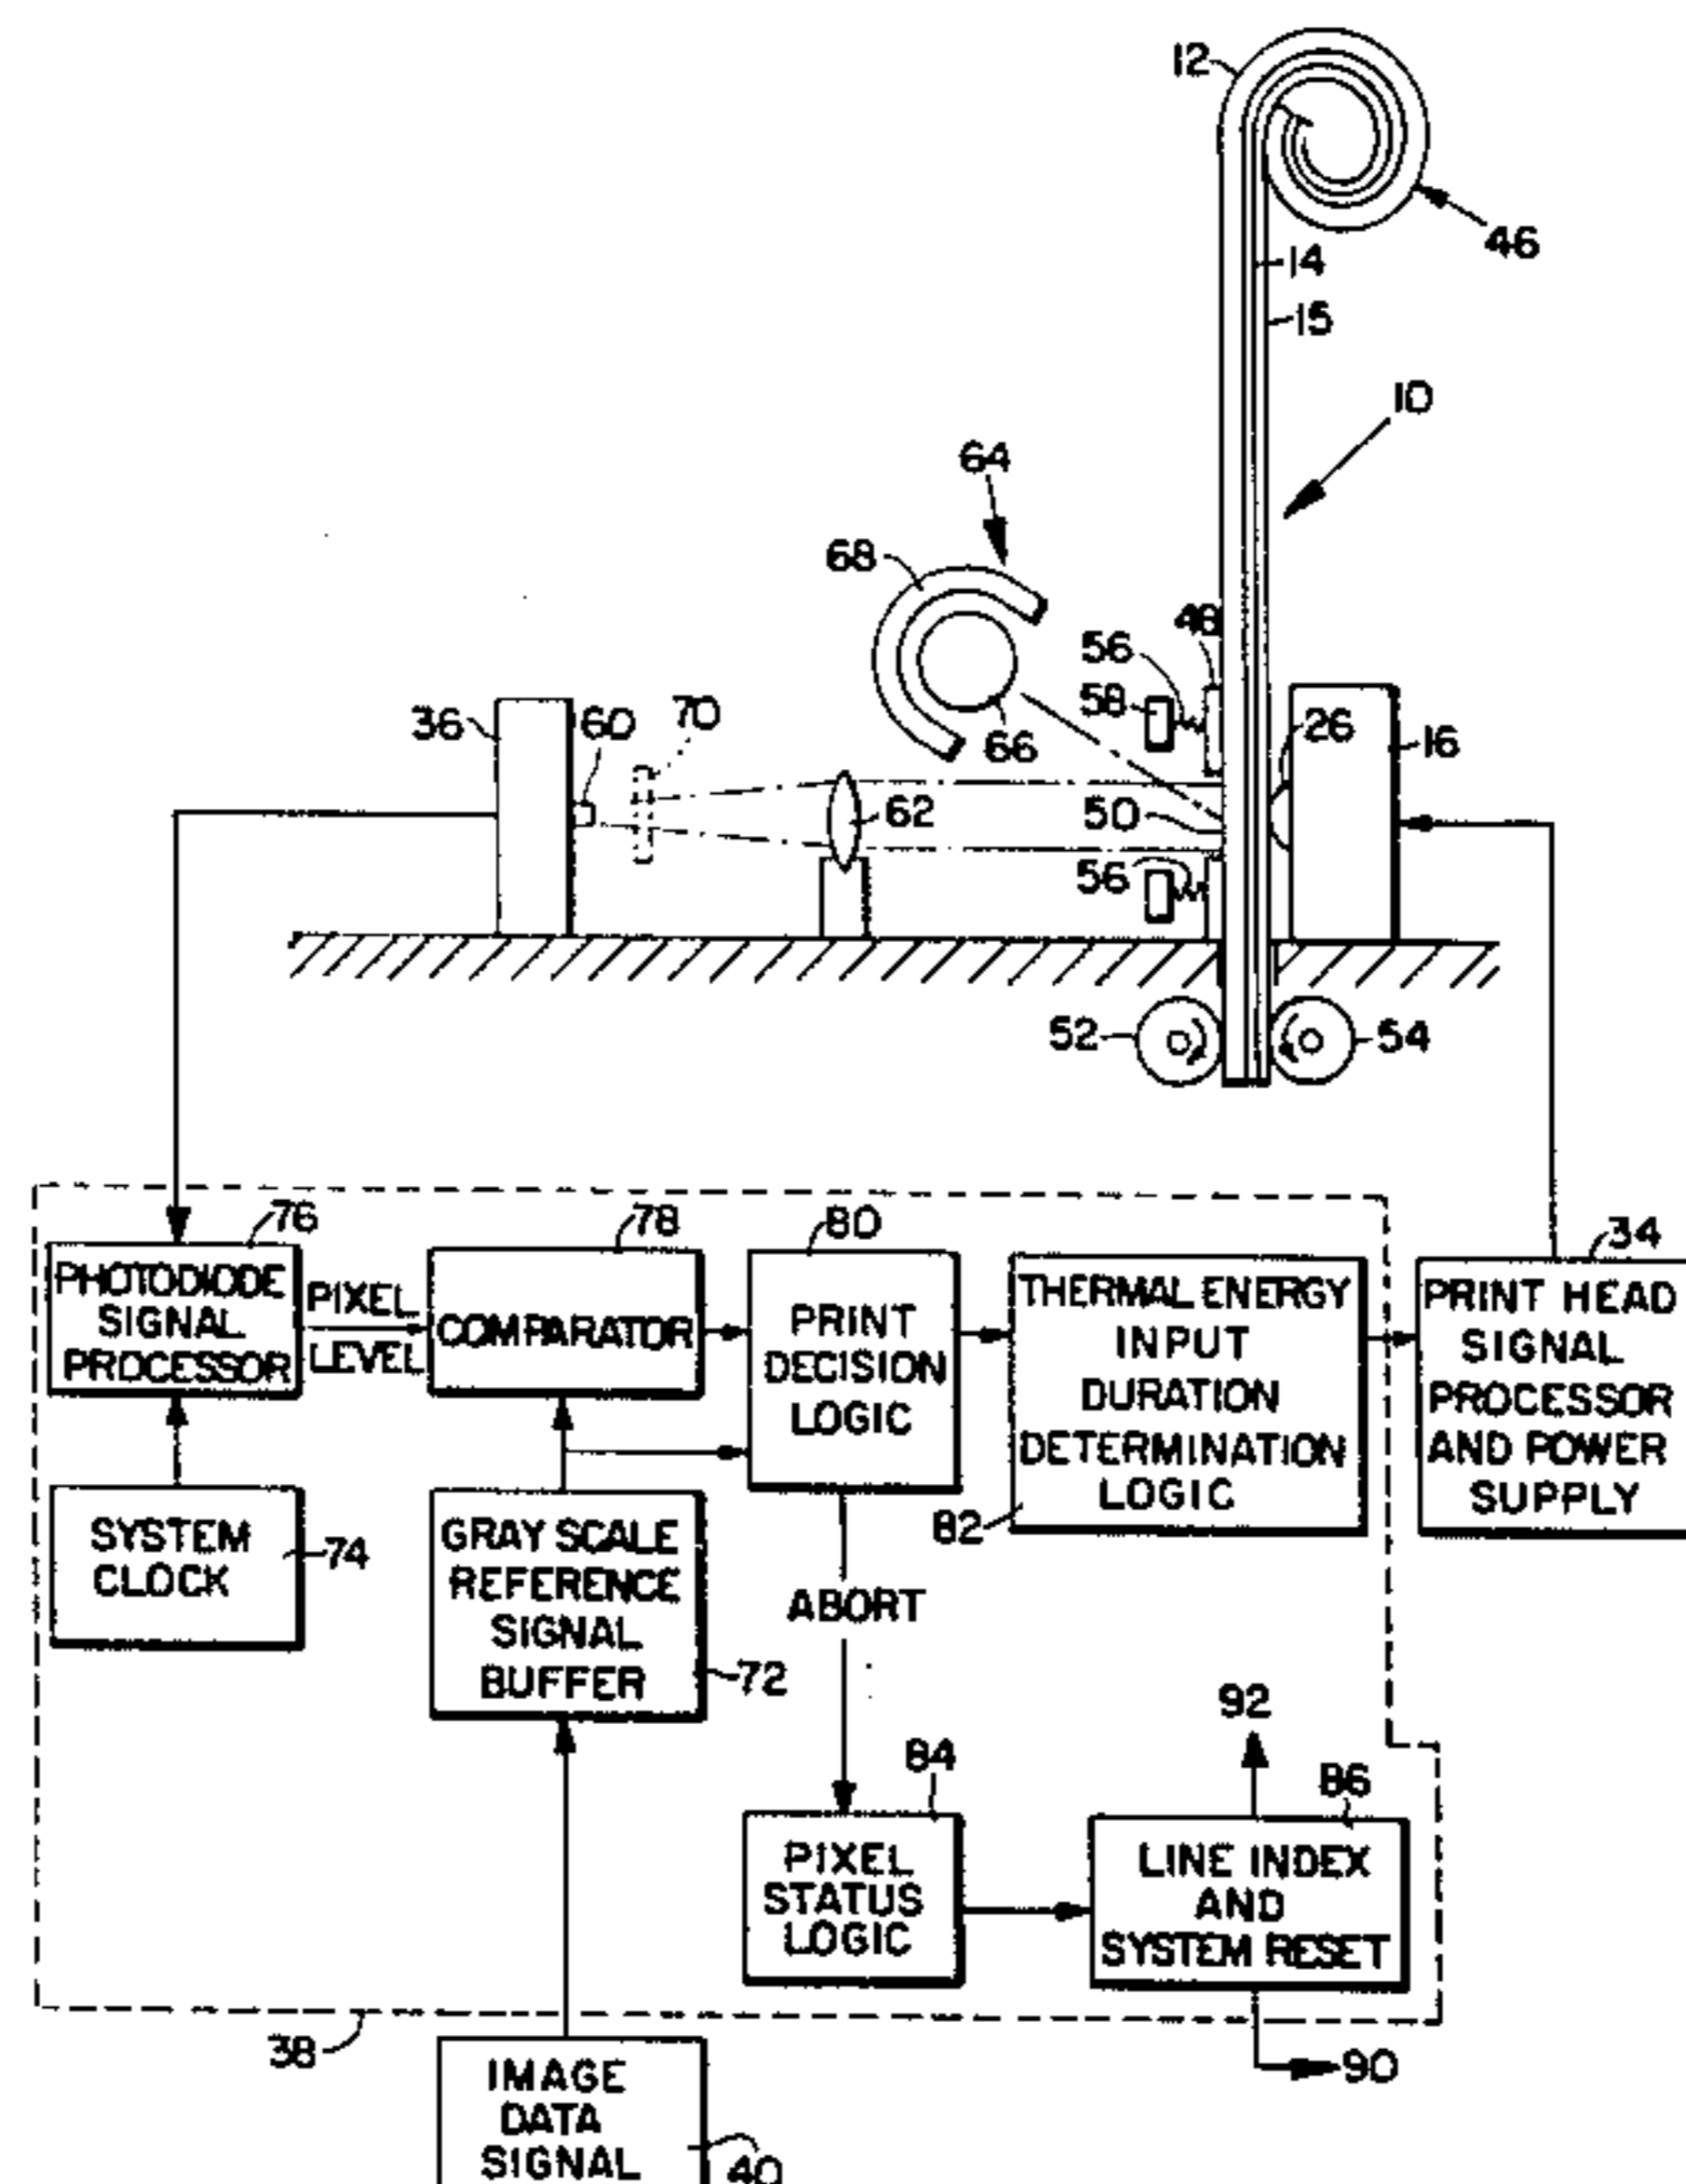 12
46
14
15
10
64
68
48
56
58
36
60
70
66
26
16
62
50
56
52
54
76
78
80
34
PHOTODIODE
SIGNAL
PROCESSOR
PIXEL
LEVEL
COMPARATOR
PRINT
DECISION
LOGIC
THERMAL ENERGY
INPUT
DURATION
DETERMINATION
LOGIC
82
PRINT HEAD
SIGNAL
PROCESSOR
AND POWER
SUPPLY
SYSTEM
CLOCK
74
GRAY SCALE
REFERENCE
SIGNAL
BUFFER
72
ABORT
92
84
86
PIXEL
STATUS
LOGIC
LINE INDEX
AND
SYSTEM RESET
38
90
IMAGE
DATA
SIGNAL
40